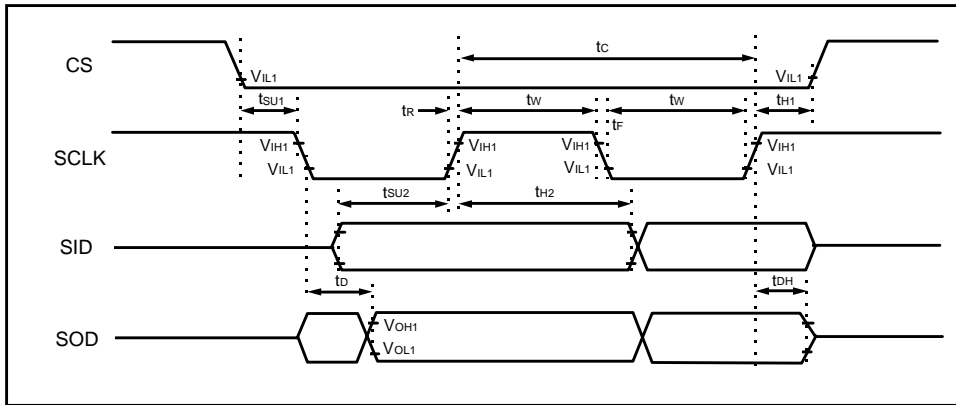 tC
CS
VIL1
VIL1
tSU1
tR
tW
tW
tH1
tF
SCLK
VIH1
VIH1
VIH1
VIH1
VIL1
VIL1
VIL1
VIL1
tSU2
tH2
SID
tD
tDH
SOD
VOH1
VOL1